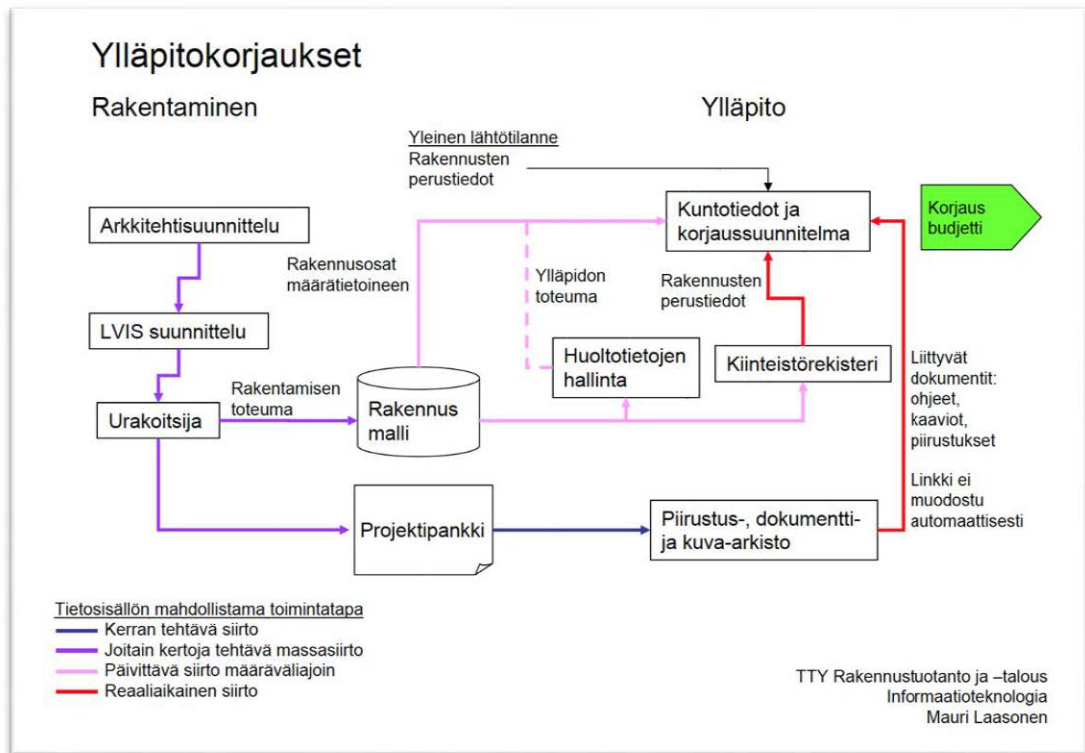 Ylläpitokorjaukset
Rakentaminen
Ylläpito
Yleinen lähtötilanne
Rakennusten
perustiedot
Arkkitehtisuunnittelu
Kuntotiedot ja
korjaussuunnitelma
Korjaus
budjetti
Rakennusosat
määrätietoineen
Ylläpidon
toteuma
Rakennusten
perustiedot
LVIS suunnittelu
Huoltotietojen
hallinta
Kiinteistörekisteri
Liittyvät
dokumentit:
ohjeet,
kaaviot,
piirustukset
Rakentamisen
toteuma
Urakoitsija
Rakennus
malli
Linkki ei
muodostu
automaattisesti
Projektipankki
Piirustus-, dokumentti-
ja kuva-arkisto
Tietosisällön mahdollistama toimintatapa
Kerran tehtävä siirto
Joitain kertoja tehtävä massasiirto
Päivittävä siirto määräväliajoin
Reaaliaikainen siirto
TTY Rakennustuotanto ja –talous
Informaatioteknologia
Mauri Laasonen